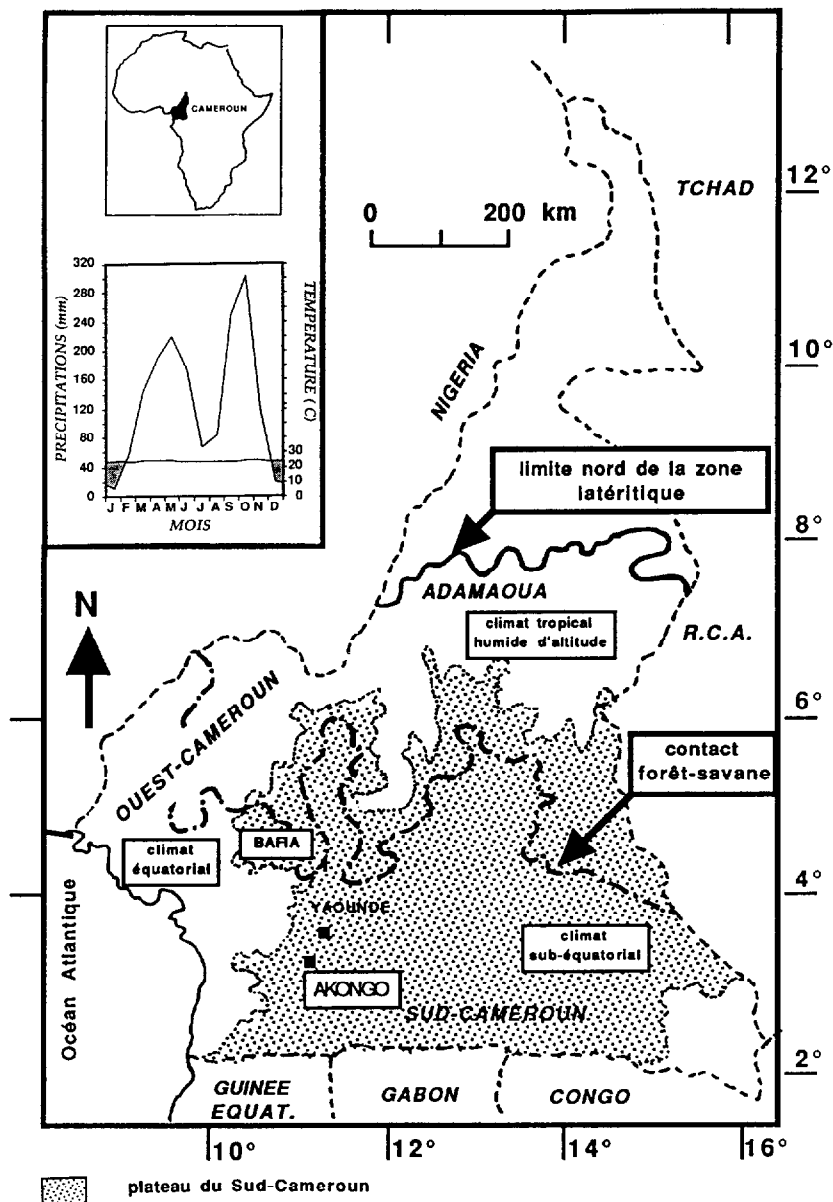 CAMEROUN
PRECIPITATIONS (mm)
320
280
240
200
160
120
80
40
0
TEMPERATURE (C)
30
20
10
0
J F M A M J J A S O N D
MOIS
0 200 km
TCHAD
12°
10°
NIGERIA
limite nord de la zone
latéritique
8°
ADAMAOUA
N
climat tropical
humide d'altitude
R.C.A.
6°
OUEST-CAMEROUN
contact
forêt-savane
climat
équatorial
BAFIA
4°
YAOUNDE
climat
sub-équatorial
AKONGO
SUD-CAMEROUN
Océan Atlantique
2°
GUINEE
EQUAT.
GABON
CONGO
10°
12°
14°
16°
plateau du Sud-Cameroun